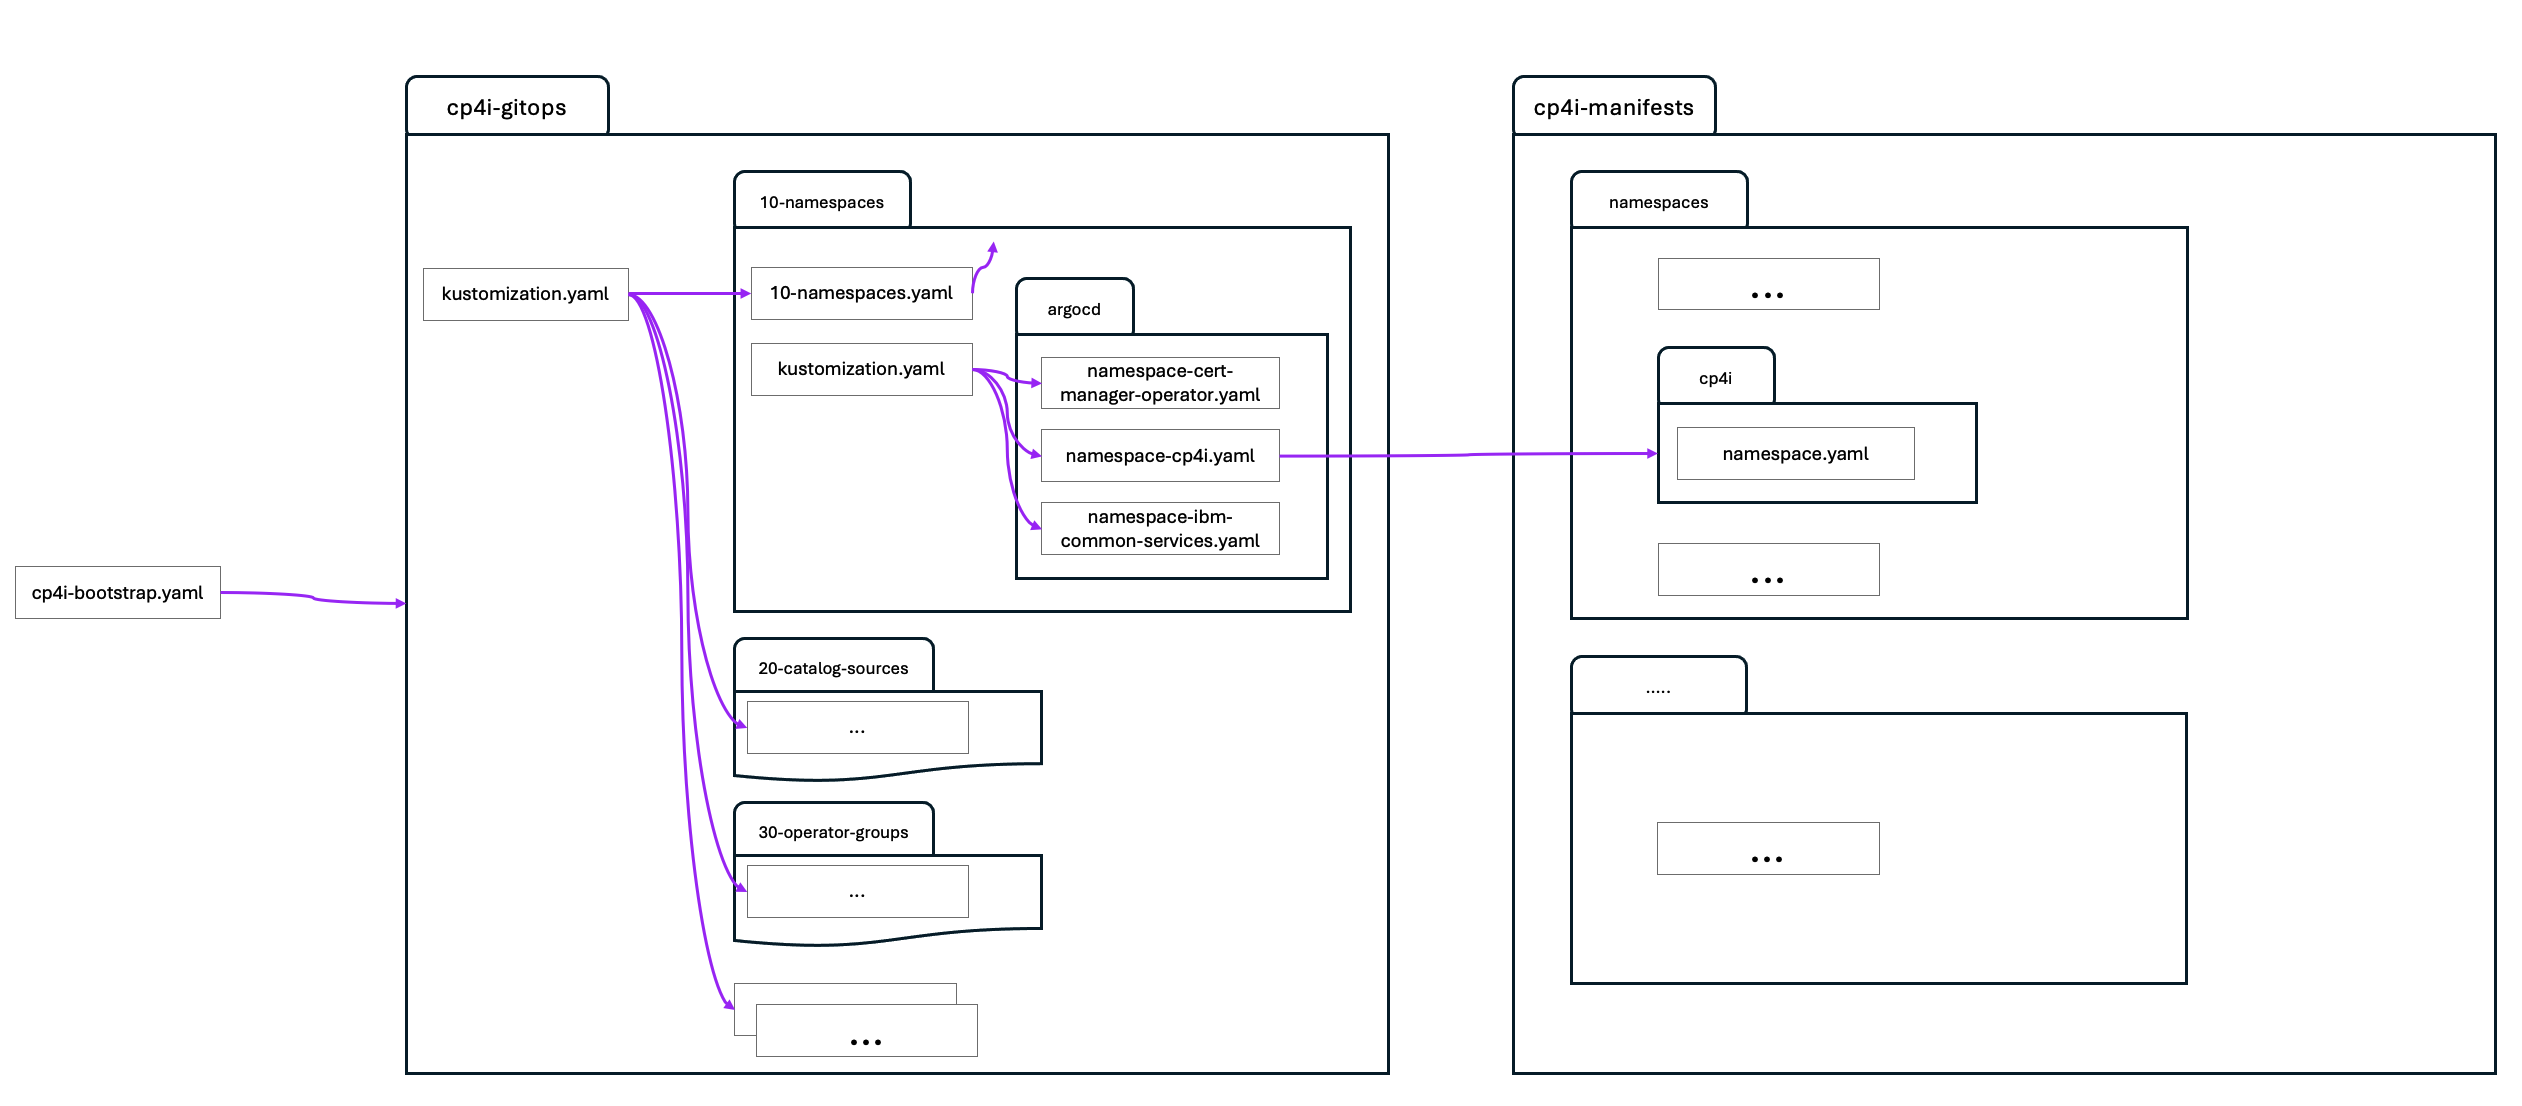 cp4i-gitops
cp4i-manifests
10-namespaces
namespaces
kustomization.yaml
10-namespaces.yaml
...
argocd
kustomization.yaml
namespace-cert-
manager-operator.yaml
cp4i
namespace-cp4i.yaml
namespace.yaml
namespace-ibm-
common-services.yaml
...
cp4i-bootstrap.yaml
20-catalog-sources
.....
...
30-operator-groups
...
...
...